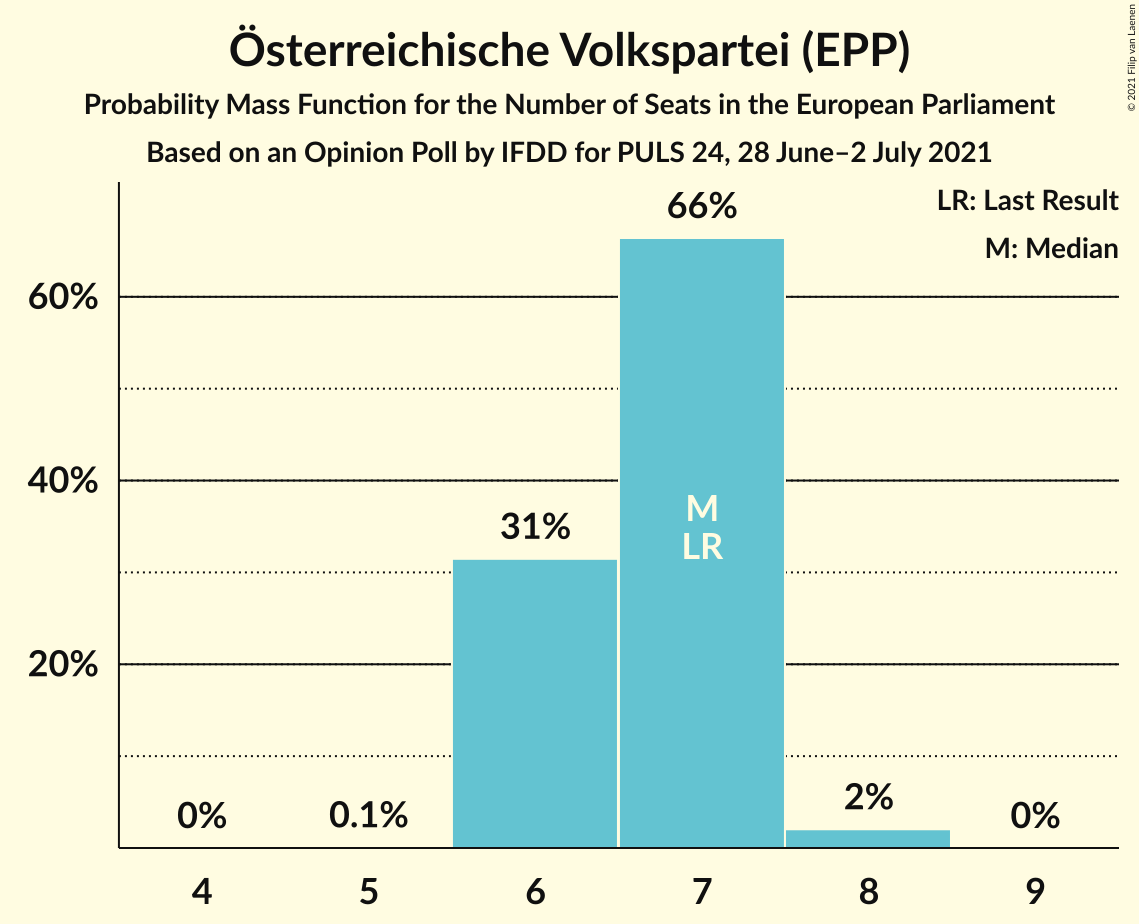 Österreichische Volkspartei (EPP)
Probability Mass Function for the Number of Seats in the European Parliament
Based on an Opinion Poll by IFDD for PULS 24, 28 June–2 July 2021
© 2021 Filip van Laenen
LR: Last Result
M: Median
66%
60%
40%
M
LR
31%
20%
0%
0.1%
2%
0%
4 5 6 7 8 9